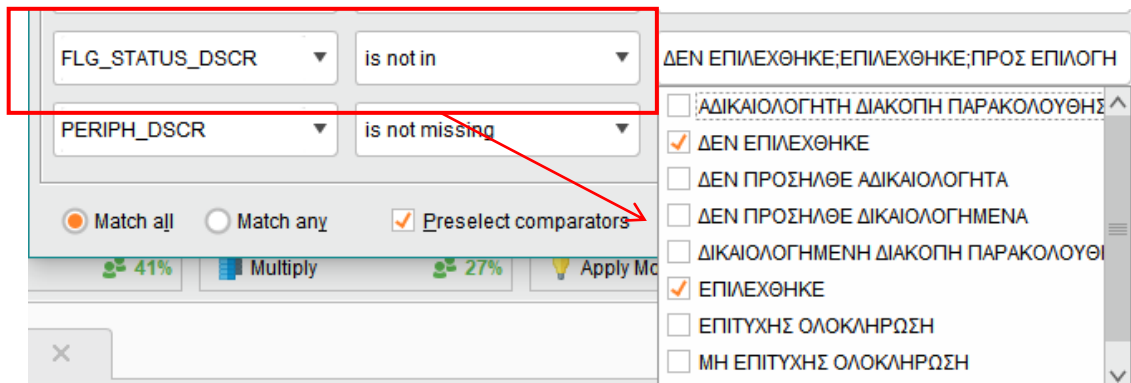 FLG_STATUS_DSCR is not in ΔΕΝ ΕΠΙΛΕΧΘΗΚΕ;ΕΠΙΛΕΧΘΗΚΕ;ΠΡΟΣ ΕΠΙΛΟΓΗ
ΑΔΙΚΑΙΟΛΟΓΗΤΗ ΔΙΑΚΟΠΗ ΠΑΡΑΚΟΛΟΥΘΗΣ
PERIPH_DSCR is not missing
ΔΕΝ ΕΠΙΛΕΧΘΗΚΕ
ΔΕΝ ΠΡΟΣΗΛΘΕ ΑΔΙΚΑΙΟΛΟΓΗΤΑ
Match all Match any Preselect comparators
ΔΕΝ ΠΡΟΣΗΛΘΕ ΔΙΚΑΙΟΛΟΓΗΜΕΝΑ
ΔΙΚΑΙΟΛΟΓΗΜΕΝΗ ΔΙΑΚΟΠΗ ΠΑΡΑΚΟΛΟΥΘ
41% Multiply 27% Apply Mo
ΕΠΙΛΕΧΘΗΚΕ
ΕΠΙΤΥΧΗΣ ΟΛΟΚΛΗΡΩΣΗ
ΜΗ ΕΠΙΤΥΧΗΣ ΟΛΟΚΛΗΡΩΣΗ